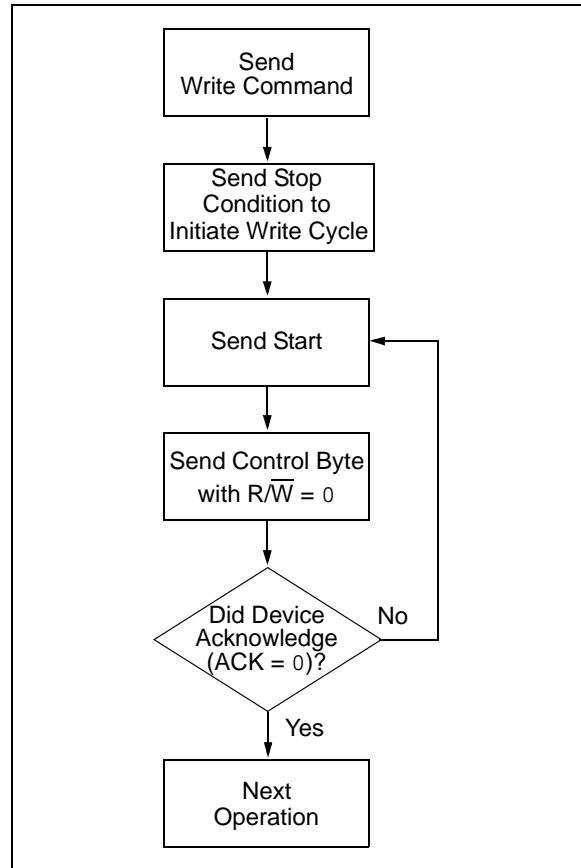 Send
Write Command
Send Stop
Condition to
Initiate Write Cycle
Send Start
Send Control Byte
with R/W̅ = 0
Did Device
Acknowledge
(ACK = 0)?
No
Yes
Next
Operation